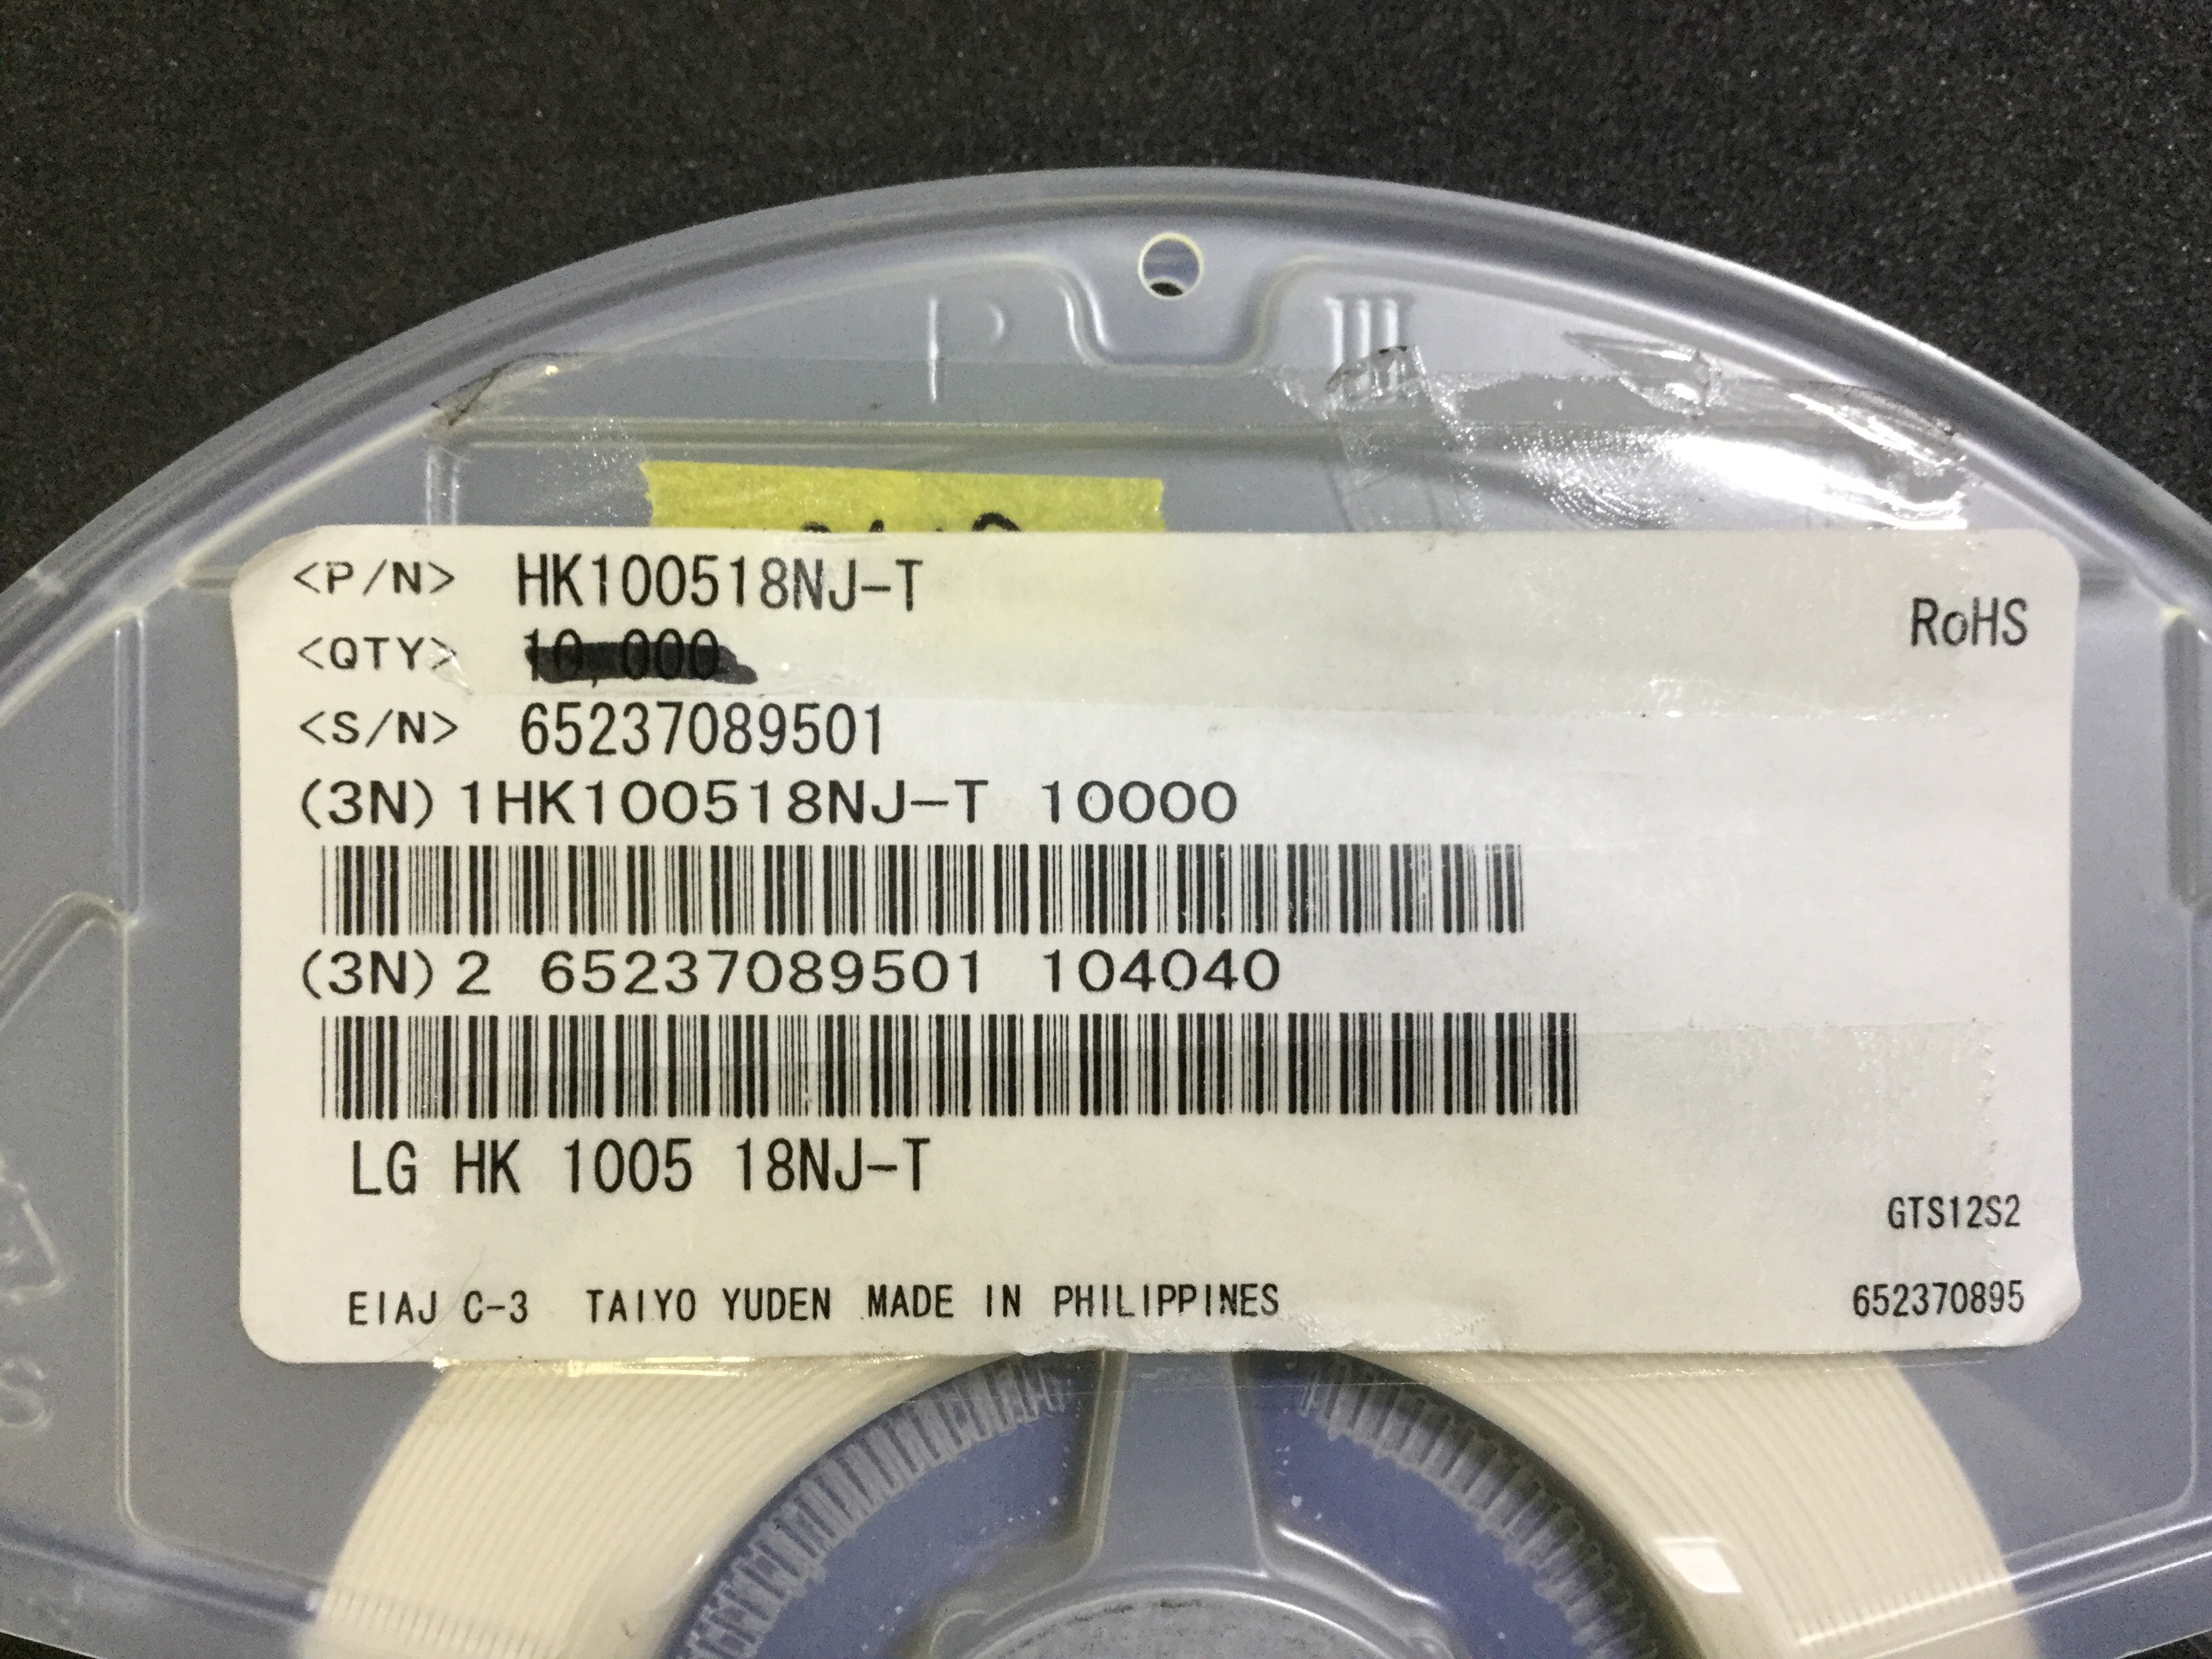 <P/N> HK100518NJ-T
RoHS
<QTY> 10,000
<S/N> 65237089501
(3N)1HK100518NJ-T 10000
(3N)2 65237089501 104040
LG HK 1005 18NJ-T
GTS12S2
EIAJ C-3 TAIYO YUDEN MADE IN PHILIPPINES
652370895